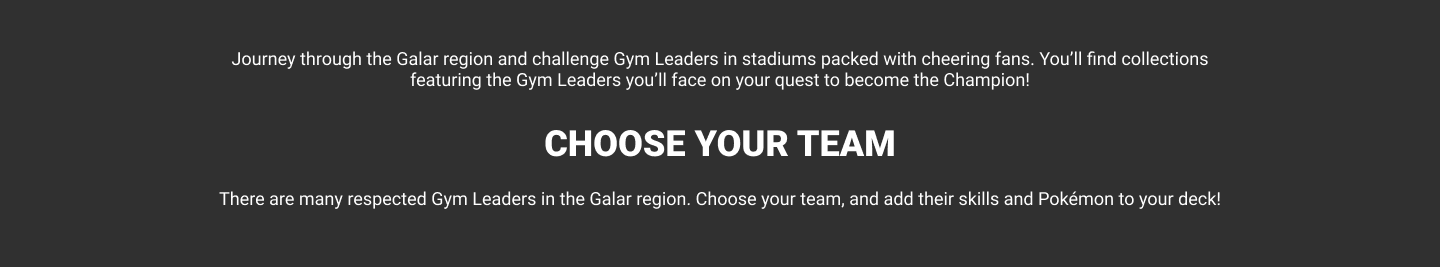 Journey through the Galar region and challenge Gym Leaders in stadiums packed with cheering fans. You’ll find collections
featuring the Gym Leaders you’ll face on your quest to become the Champion!
CHOOSE YOUR TEAM
There are many respected Gym Leaders in the Galar region. Choose your team, and add their skills and Pokémon to your deck!